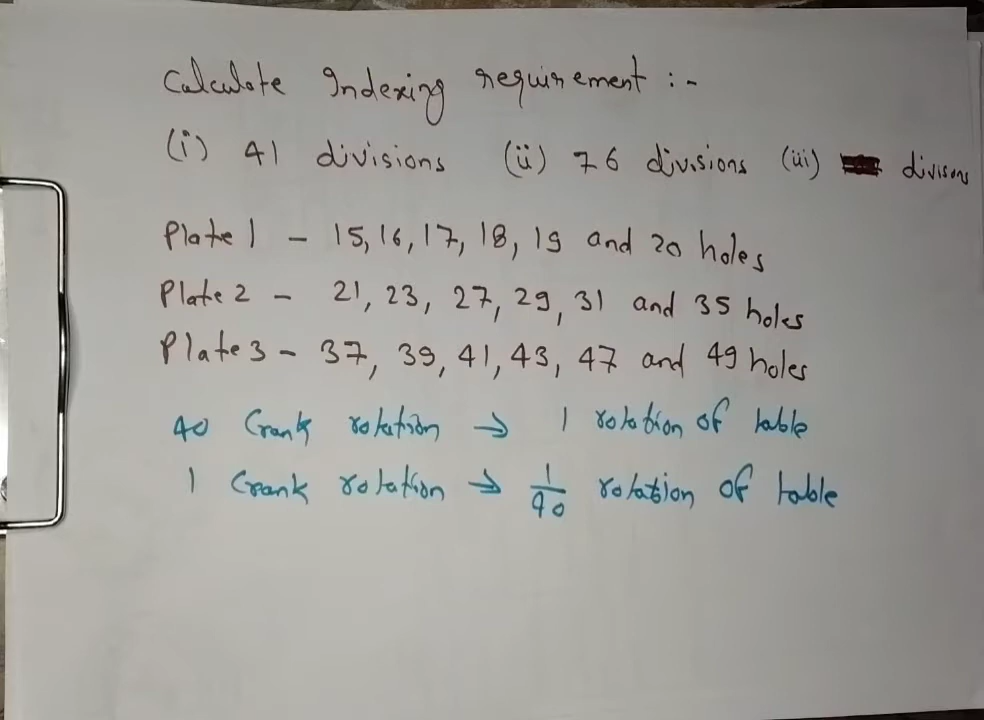 Calculate Indexing requirement :-
(i) 41 divisions (ii) 76 divisions (iii) divisons
Plate 1 - 15, 16, 17, 18, 19 and 20 holes
Plate 2 - 21, 23, 27, 29, 31 and 35 holes
Plate 3 - 37, 39, 41, 43, 47 and 49 holes
40 Crank rotation → 1 rotation of table
1 Crank rotation → 1/40 rotation of table